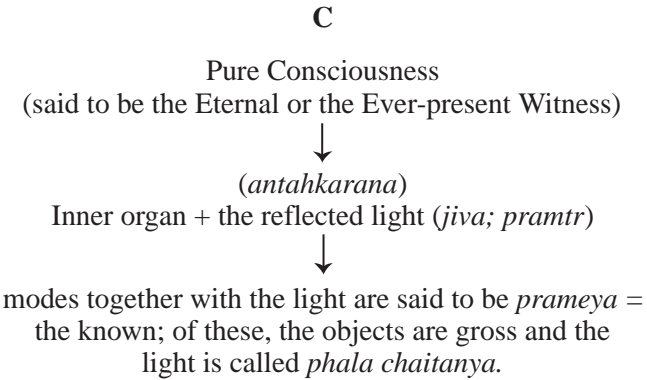 C
Pure Consciousness
(said to be the Eternal or the Ever-present Witness)
(antahkarana)
Inner organ + the reflected light (jiva; pramtr)
modes together with the light are said to be prameya =
the known; of these, the objects are gross and the
light is called phala chaitanya.